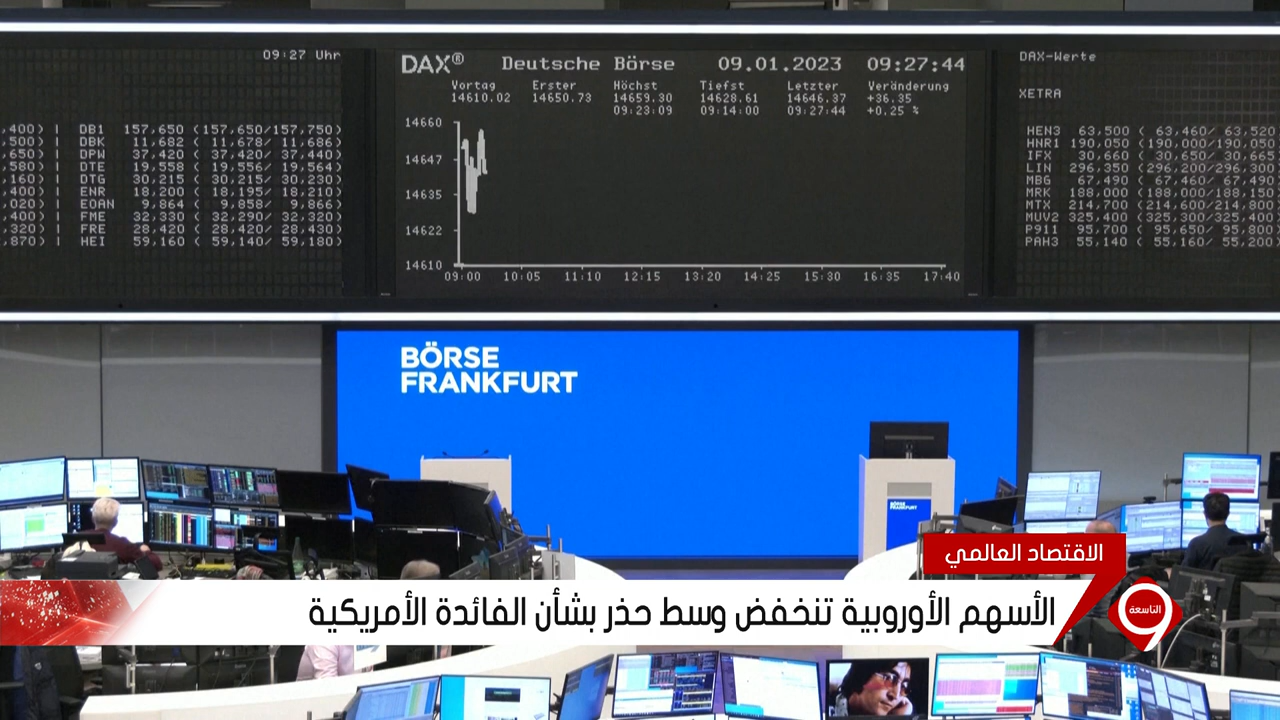 09:27 Uhr
,400) | DB1 157,650 (157,650/157,750)
,500) | DBK 11,682 ( 11,678/ 11,686)
,650) | DPW 37,420 ( 37,420/ 37,440)
,580) | DTE 19,558 ( 19,556/ 19,564)
,160) | DTG 30,215 ( 30,215/ 30,230)
,400) | ENR 18,200 ( 18,195/ 18,210)
,020) | EOAN 9,864 ( 9,858/ 9,866)
,400) | FME 32,330 ( 32,290/ 32,320)
,320) | FRE 28,420 ( 28,420/ 28,430)
,870) | HEI 59,160 ( 59,140/ 59,180)
DAX® Deutsche Börse 09.01.2023 09:27:44
Vortag Erster Höchst Tiefst Letzter Veränderung
14610.02 14650.73 14659.30 14628.61 14646.37 +36.35
09:23:09 09:14:00 09:27:44 +0.25 %
14660
14647
14635
14622
14610
09:00 10:05 11:10 12:15 13:20 14:25 15:30 16:35 17:40
DAX-Werte
XETRA
HEN3 63,500 ( 63,460/ 63,520
HNR1 190,050 (190,000/190,050
IFX 30,660 ( 30,650/ 30,665
LIN 296,350 (296,200/296,300
MBG 67,490 ( 67,460/ 67,490
MRK 188,000 (188,000/188,150
MTX 214,700 (214,600/214,800
MUV2 325,400 (325,300/325,400
P911 95,700 ( 95,650/ 95,800
PAH3 55,140 ( 55,160/ 55,200
BÖRSE
FRANKFURT
BÖRSE
FRANKFURT
الاقتصاد العالمي
الأسهم الأوروبية تنخفض وسط حذر بشأن الفائدة الأمريكية
التاسعة
9